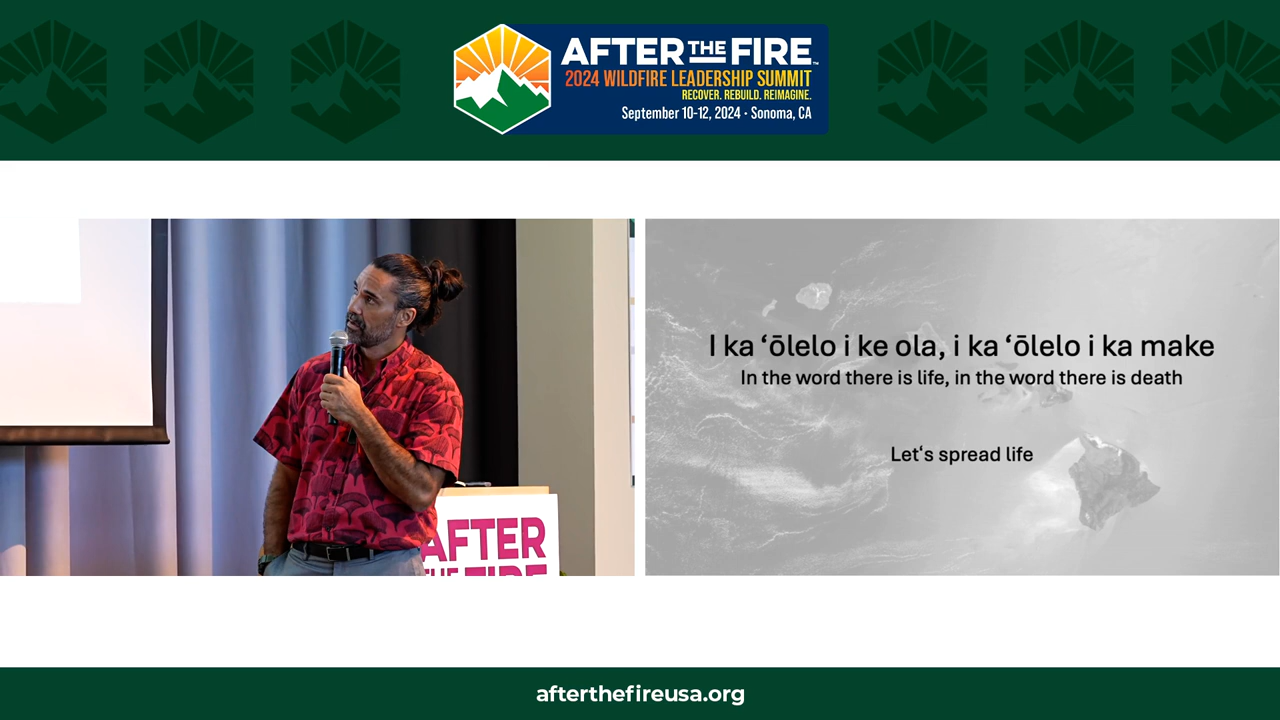 AFTER THE FIRE™
2024 WILDFIRE LEADERSHIP SUMMIT
RECOVER. REBUILD. REIMAGINE.
September 10-12, 2024 · Sonoma, CA
I ka ʻōlelo i ke ola, i ka ʻōlelo i ka make
In the word there is life, in the word there is death
Let‘s spread life
AFTER
THE FIRE
afterthefireusa.org